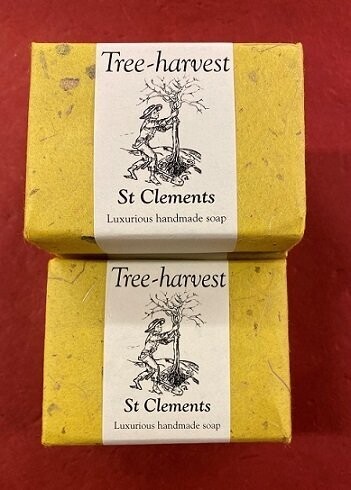 Tree-harvest
St Clements
Luxurious handmade soap
Tree-harvest
St Clements
Luxurious handmade soap